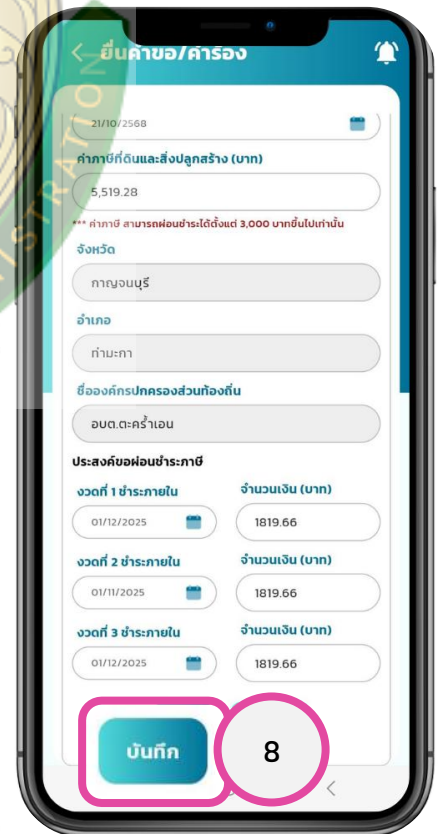 ยื่นคำขอ/คำร้อง
21/10/2568
ค่าภาษีที่ดินและสิ่งปลูกสร้าง (บาท)
5,519.28
*** ค่าภาษี สามารถผ่อนชำระได้ตั้งแต่ 3,000 บาทขึ้นไปเท่านั้น
จังหวัด
กาญจนบุรี
อำเภอ
ท่ามะกา
ชื่อองค์กรปกครองส่วนท้องถิ่น
อบต.ตะคร้ำเอน
ประสงค์ขอผ่อนชำระภาษี
งวดที่ 1 ชำระภายใน จำนวนเงิน (บาท)
01/12/2025 1819.66
งวดที่ 2 ชำระภายใน จำนวนเงิน (บาท)
01/11/2025 1819.66
งวดที่ 3 ชำระภายใน จำนวนเงิน (บาท)
01/12/2025 1819.66
บันทึก 8